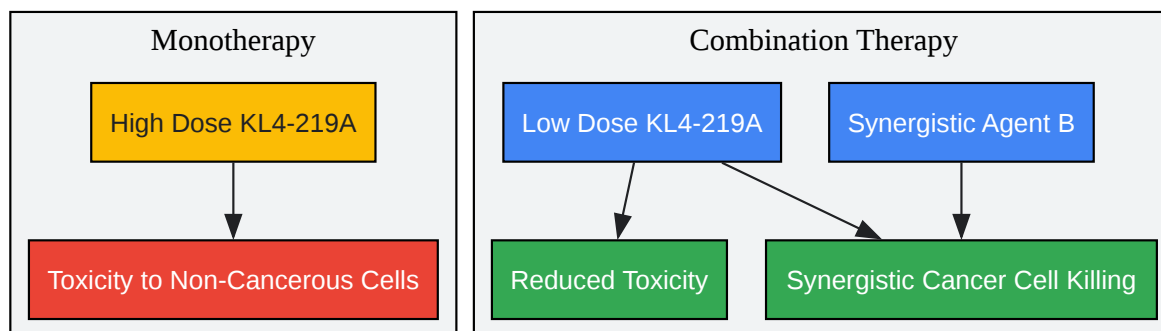 Monotherapy
High Dose KL4-219A
Toxicity to Non-Cancerous Cells
Combination Therapy
Low Dose KL4-219A
Synergistic Agent B
Reduced Toxicity
Synergistic Cancer Cell Killing